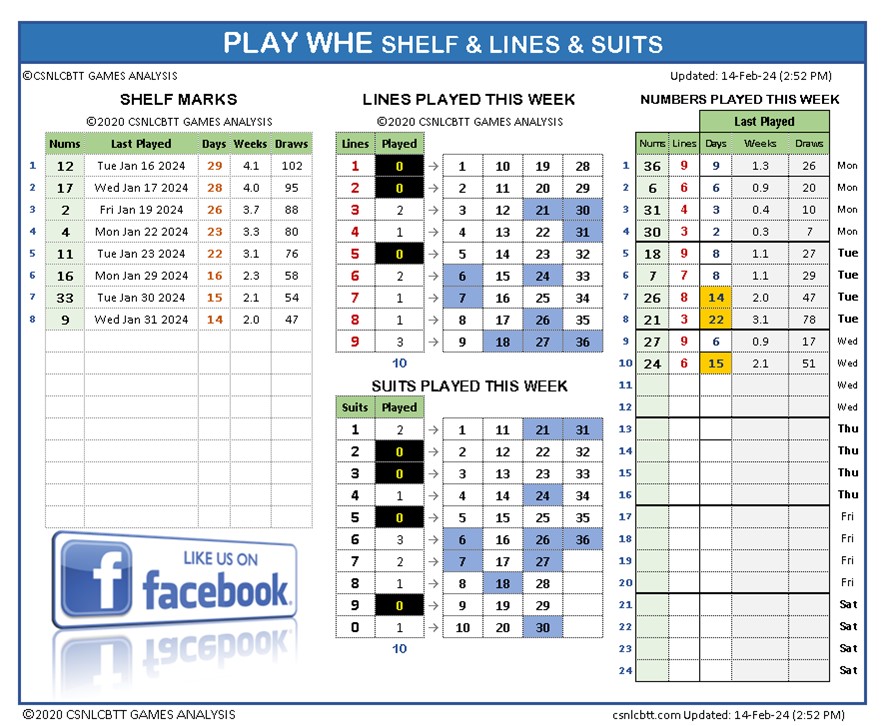 PLAY WHE SHELF & LINES & SUITS
©CSNLCBTT GAMES ANALYSIS Updated: 14-Feb-24 (2:52 PM)
SHELF MARKS
©2020 CSNLCBTT GAMES ANALYSIS
Nums Last Played Days Weeks Draws
1 12 Tue Jan 16 2024 29 4.1 102
2 17 Wed Jan 17 2024 28 4.0 95
3 2 Fri Jan 19 2024 26 3.7 88
4 4 Mon Jan 22 2024 23 3.3 80
5 11 Tue Jan 23 2024 22 3.1 76
6 16 Mon Jan 29 2024 16 2.3 58
7 33 Tue Jan 30 2024 15 2.1 54
8 9 Wed Jan 31 2024 14 2.0 47
LIKE US ON
f facebook.
LINES PLAYED THIS WEEK
©2020 CSNLCBTT GAMES ANALYSIS
Lines Played
1 0 → 1 10 19 28
2 0 → 2 11 20 29
3 2 → 3 12 21 30
4 1 → 4 13 22 31
5 0 → 5 14 23 32
6 2 → 6 15 24 33
7 1 → 7 16 25 34
8 1 → 8 17 26 35
9 3 → 9 18 27 36
10
SUITS PLAYED THIS WEEK
Suits Played
1 2 → 1 11 21 31
2 0 → 2 12 22 32
3 0 → 3 13 23 33
4 1 → 4 14 24 34
5 0 → 5 15 25 35
6 3 → 6 16 26 36
7 2 → 7 17 27
8 1 → 8 18 28
9 0 → 9 19 29
0 1 → 10 20 30
10
NUMBERS PLAYED THIS WEEK
Last Played
Nums Lines Days Weeks Draws
1 36 9 9 1.3 26 Mon
2 6 6 6 0.9 20 Mon
3 31 4 3 0.4 10 Mon
4 30 3 2 0.3 7 Mon
5 18 9 8 1.1 27 Tue
6 7 7 8 1.1 29 Tue
7 26 8 14 2.0 47 Tue
8 21 3 22 3.1 78 Tue
9 27 9 6 0.9 17 Wed
10 24 6 15 2.1 51 Wed
11 Wed
12 Wed
13 Thu
14 Thu
15 Thu
16 Thu
17 Fri
18 Fri
19 Fri
20 Fri
21 Sat
22 Sat
23 Sat
24 Sat
©2020 CSNLCBTT GAMES ANALYSIS csnlcbtt.com Updated: 14-Feb-24 (2:52 PM)